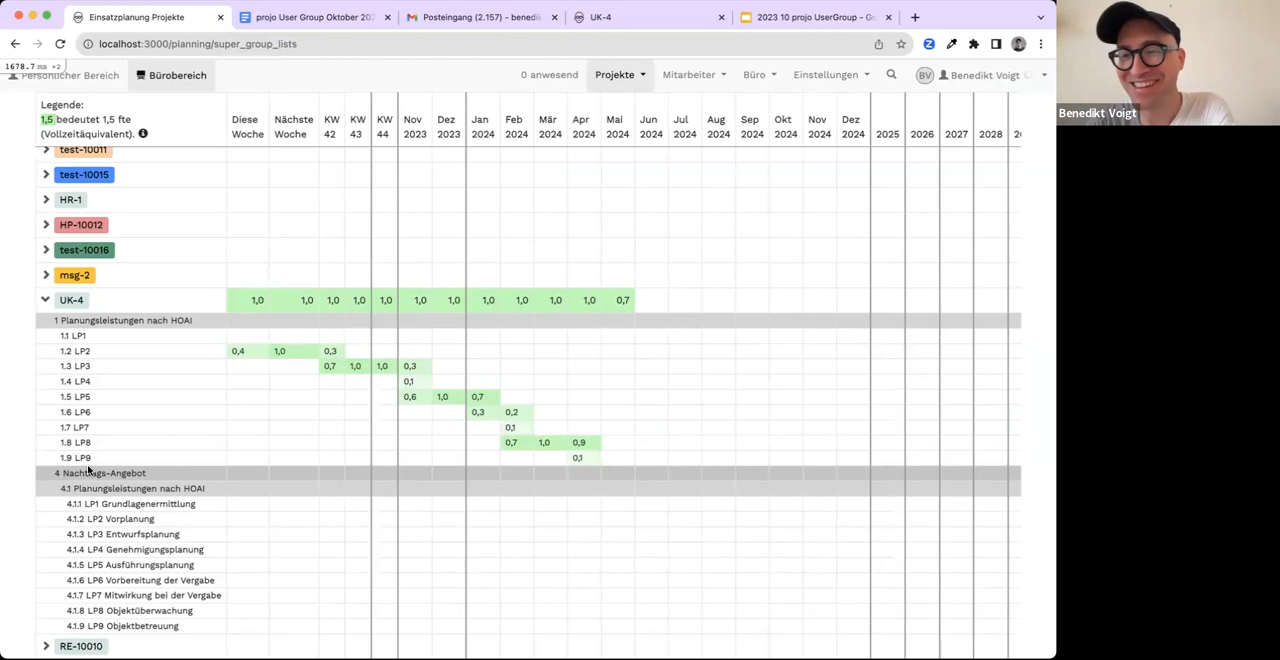 Einsatzplanung Projekte
projo User Group Oktober 202
Posteingang (2.157) - benedi
UK-4
2023 10 projo UserGroup - Go
localhost:3000/planning/super_group_lists
1678.7 ms ×2
Persönlicher Bereich
Bürobereich
0 anwesend
Projekte
Mitarbeiter
Büro
Einstellungen
BV
Benedikt Voigt
Benedikt Voigt
Legende:
1,5 bedeutet 1,5 fte
(Vollzeitäquivalent).
Diese Woche
Nächste Woche
KW 42
KW 43
KW 44
Nov 2023
Dez 2023
Jan 2024
Feb 2024
Mär 2024
Apr 2024
Mai 2024
Jun 2024
Jul 2024
Aug 2024
Sep 2024
Okt 2024
Nov 2024
Dez 2024
2025
2026
2027
2028
test-10011
test-10015
HR-1
HP-10012
test-10016
msg-2
UK-4 1,0 1,0 1,0 1,0 1,0 1,0 1,0 1,0 1,0 1,0 1,0 0,7
1 Planungsleistungen nach HOAI
1.1 LP1
1.2 LP2 0,4 1,0 0,3
1.3 LP3 0,7 1,0 1,0 0,3
1.4 LP4 0,1
1.5 LP5 0,6 1,0 0,7
1.6 LP6 0,3 0,2
1.7 LP7 0,1
1.8 LP8 0,7 1,0 0,9
1.9 LP9 0,1
4 Nachtrags-Angebot
4.1 Planungsleistungen nach HOAI
4.1.1 LP1 Grundlagenermittlung
4.1.2 LP2 Vorplanung
4.1.3 LP3 Entwurfsplanung
4.1.4 LP4 Genehmigungsplanung
4.1.5 LP5 Ausführungsplanung
4.1.6 LP6 Vorbereitung der Vergabe
4.1.7 LP7 Mitwirkung bei der Vergabe
4.1.8 LP8 Objektüberwachung
4.1.9 LP9 Objektbetreuung
RE-10010